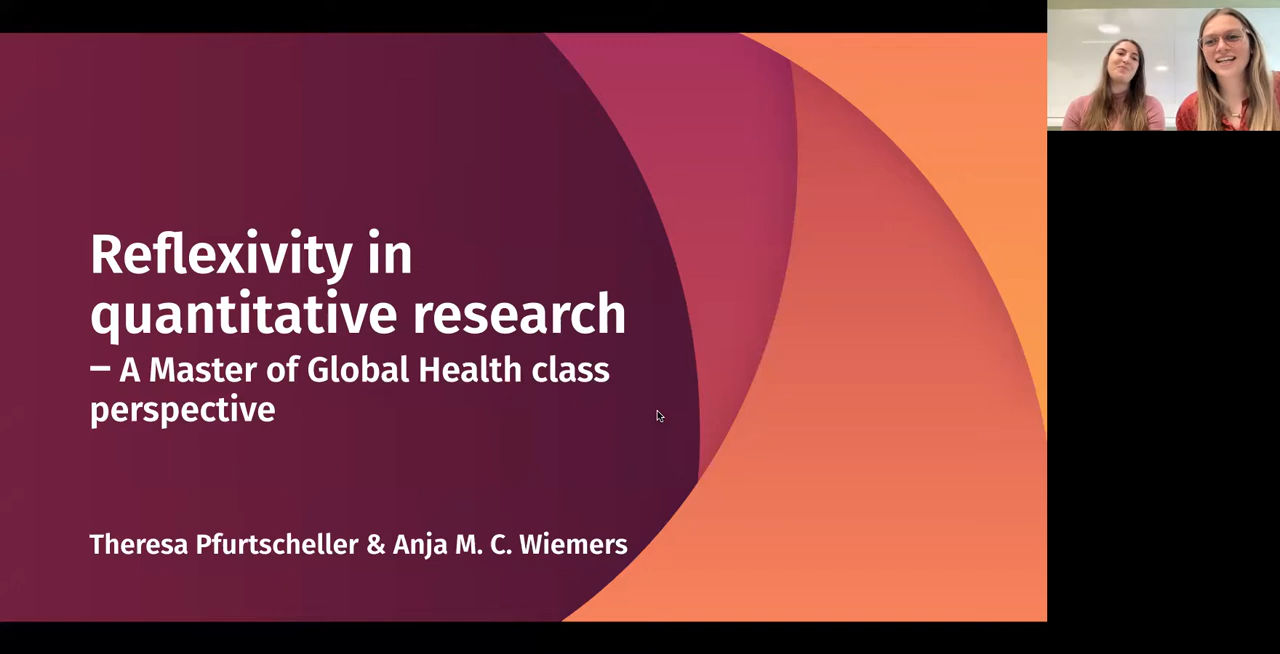 Reflexivity in
quantitative research
– A Master of Global Health class
perspective
Theresa Pfurtscheller & Anja M. C. Wiemers